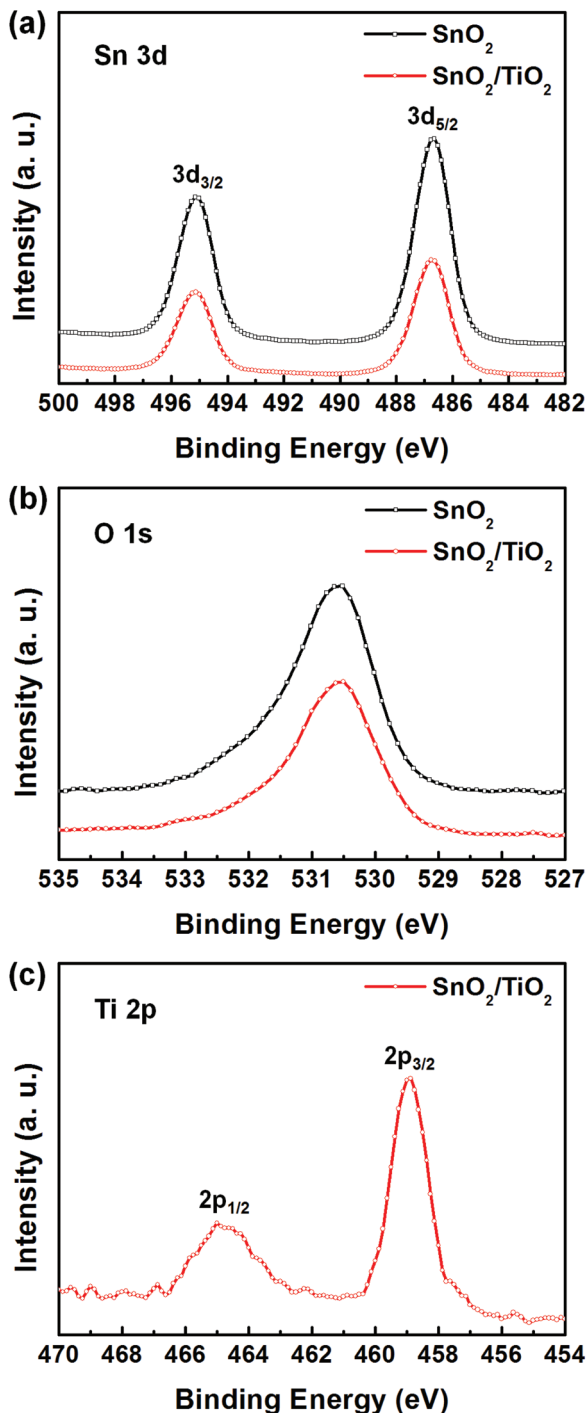 (a)
Sn 3d
SnO₂
SnO₂/TiO₂
3d₃/₂
3d₅/₂
Intensity (a. u.)
500 498 496 494 492 490 488 486 484 482
Binding Energy (eV)
(b)
O 1s
SnO₂
SnO₂/TiO₂
Intensity (a. u.)
535 534 533 532 531 530 529 528 527
Binding Energy (eV)
(c)
Ti 2p
SnO₂/TiO₂
2p₃/₂
2p₁/₂
Intensity (a. u.)
470 468 466 464 462 460 458 456 454
Binding Energy (eV)